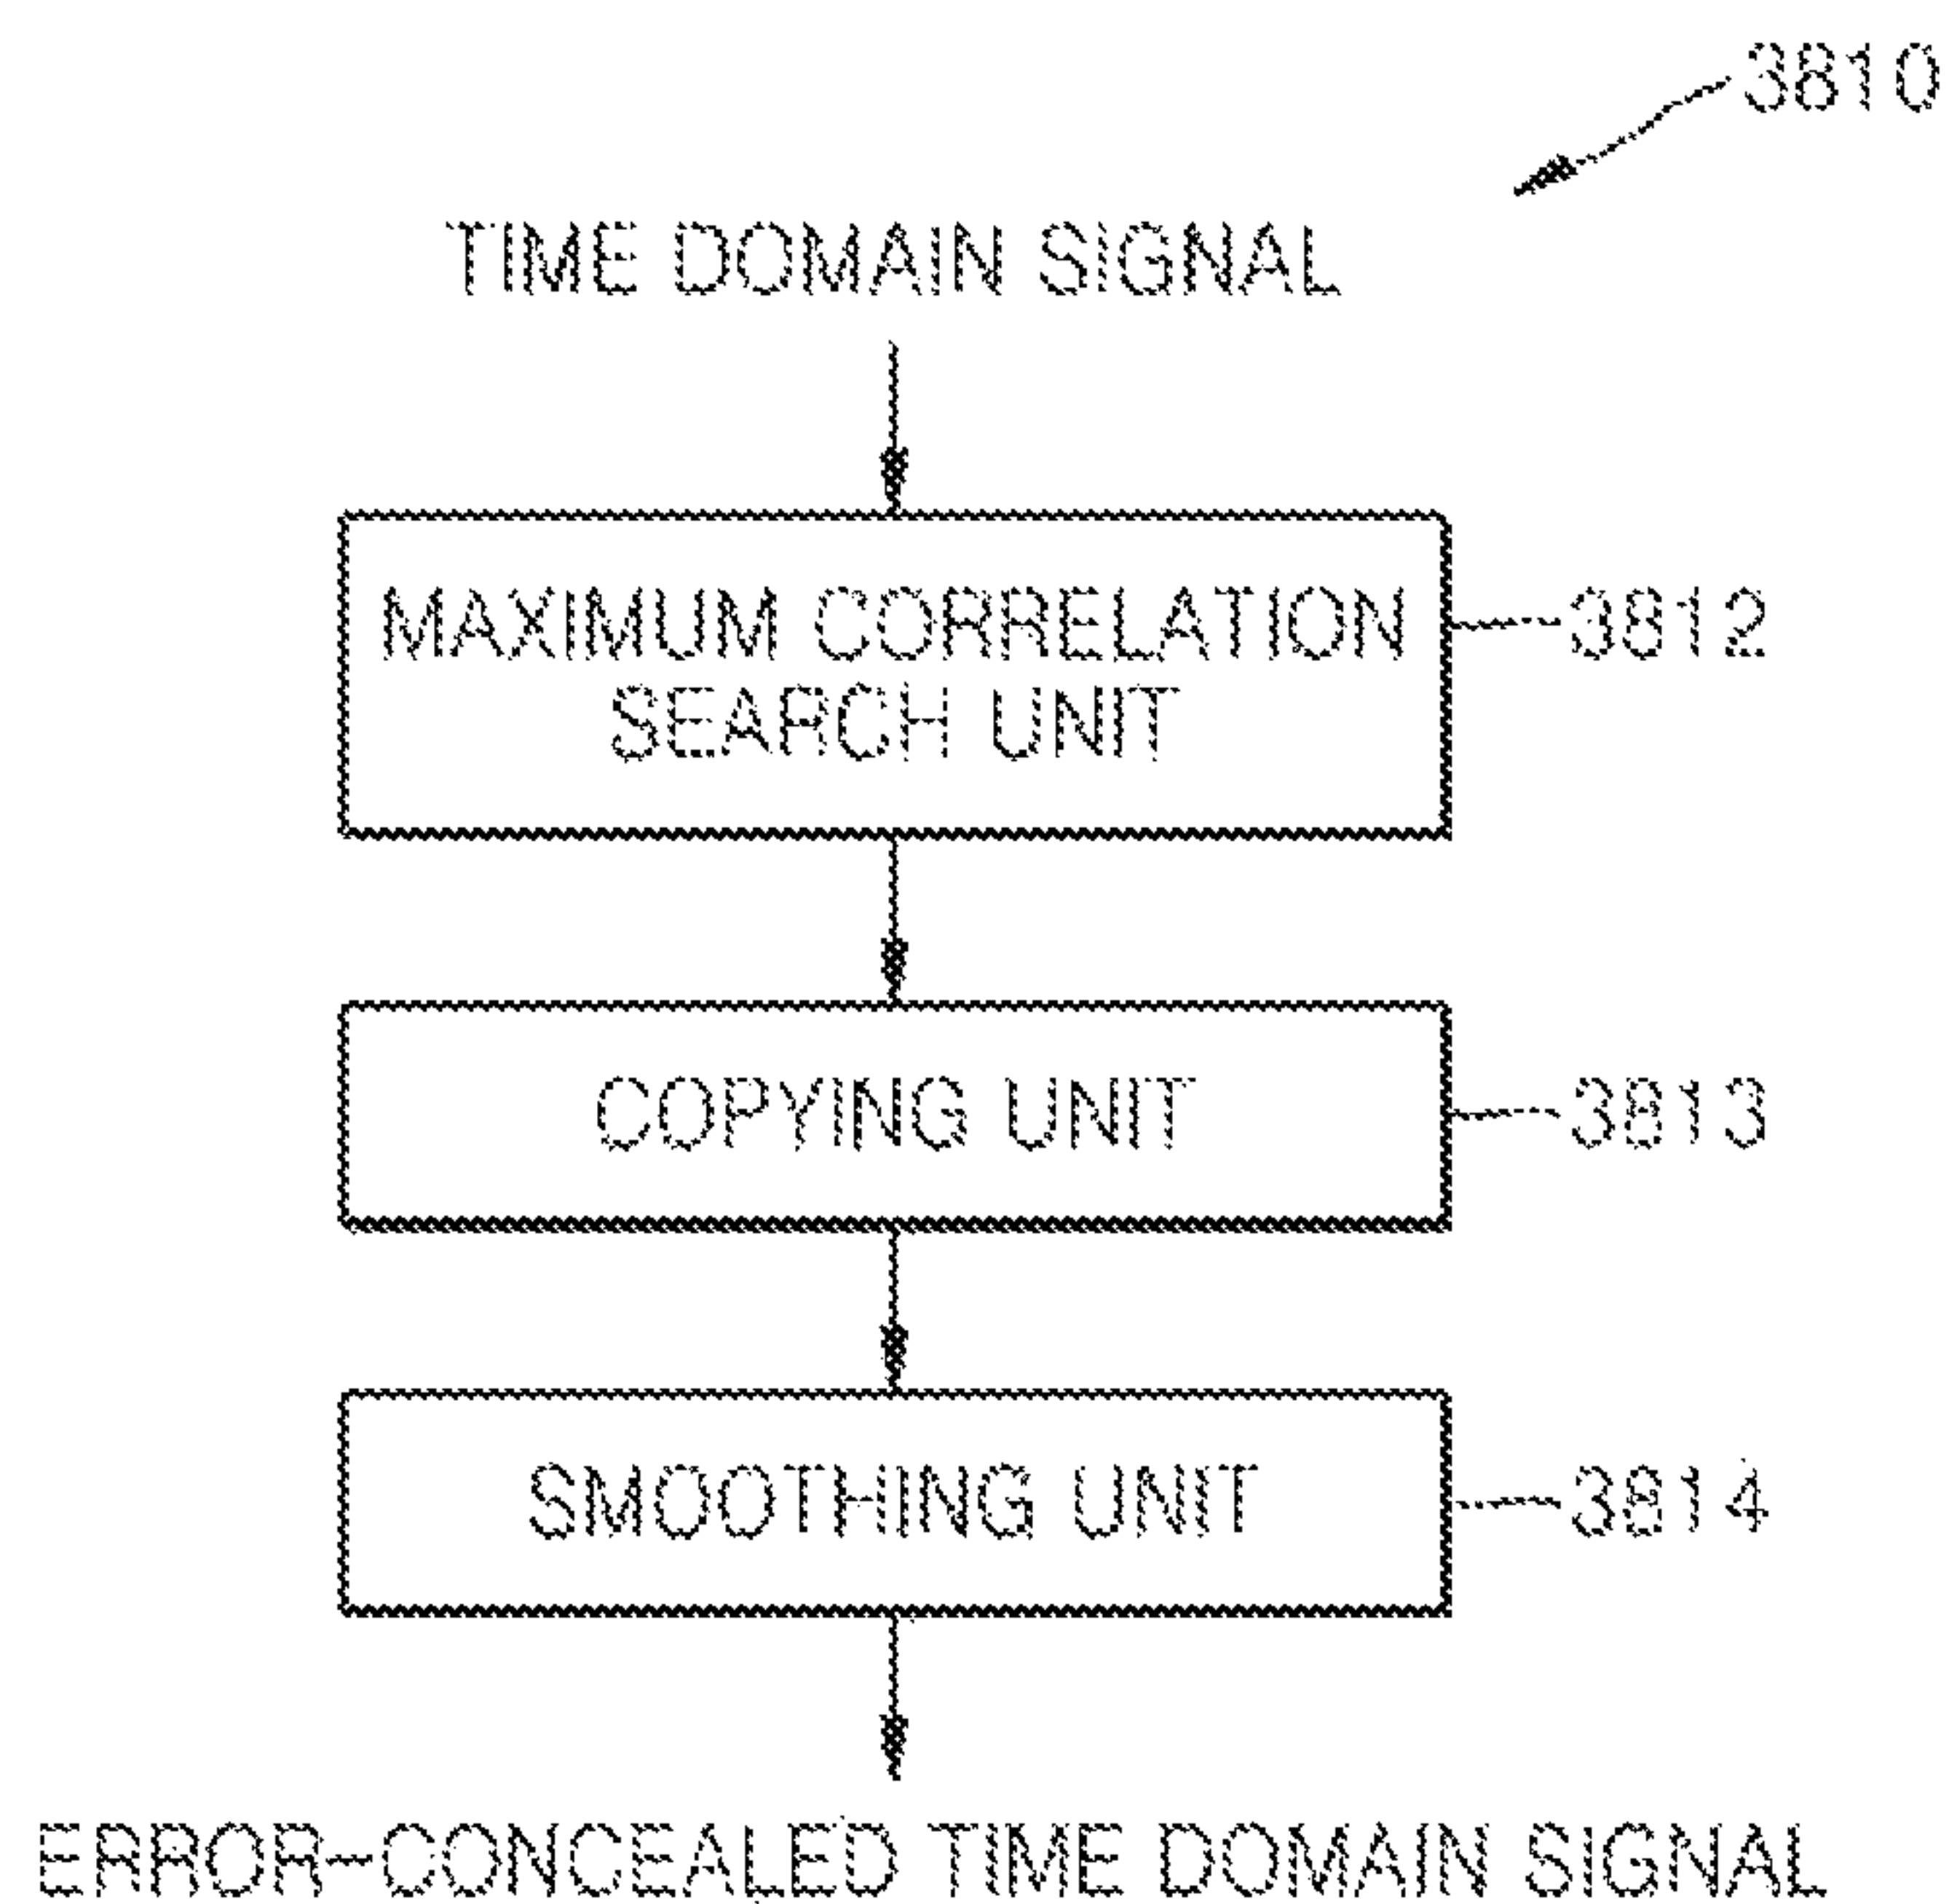 3810
TIME DOMAIN SIGNAL
MAXIMUM CORRELATION
SEARCH UNIT
3812
COPYING UNIT
3813
SMOOTHING UNIT
3814
ERROR-CONCEALED TIME DOMAIN SIGNAL